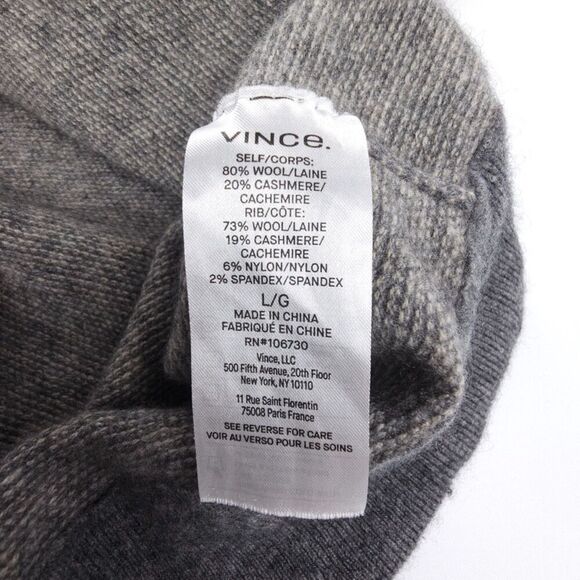 VINCe.
SELF/CORPS:
80% WOOL/LAINE
20% CASHMERE/
CACHEMIRE
RIB/CÔTE:
73% WOOL/LAINE
19% CASHMERE/
CACHEMIRE
6% NYLON/NYLON
2% SPANDEX/SPANDEX
L/G
MADE IN CHINA
FABRIQUÉ EN CHINE
RN#106730
Vince, LLC
500 Fifth Avenue, 20th Floor
New York, NY 10110
11 Rue Saint Florentin
75008 Paris France
SEE REVERSE FOR CARE
VOIR AU VERSO POUR LES SOINS